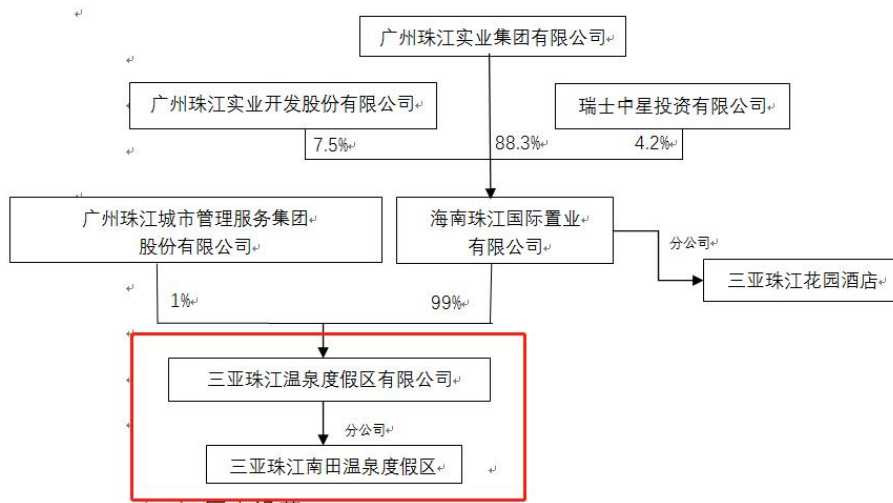 广州珠江实业集团有限公司
广州珠江实业开发股份有限公司
瑞士中星投资有限公司
7.5%
88.3%
4.2%
广州珠江城市管理服务集团
股份有限公司
海南珠江国际置业
有限公司
分公司
三亚珠江花园酒店
1%
99%
三亚珠江温泉度假区有限公司
分公司
三亚珠江南田温泉度假区